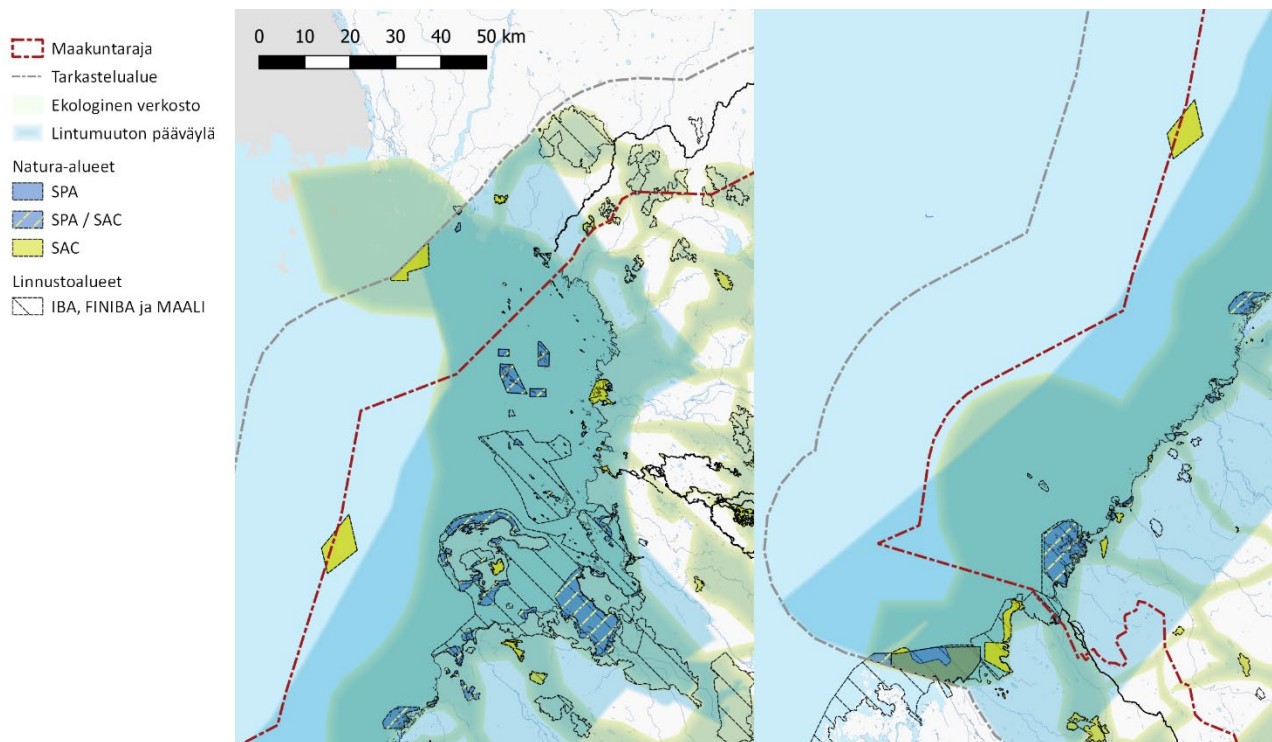 Maakuntaraja
Tarkastelualue
Ekologinen verkosto
Lintumuuton pääväylä
Natura-alueet
SPA
SPA / SAC
SAC
Linnustoalueet
IBA, FINIBA ja MAALI
0 10 20 30 40 50 km